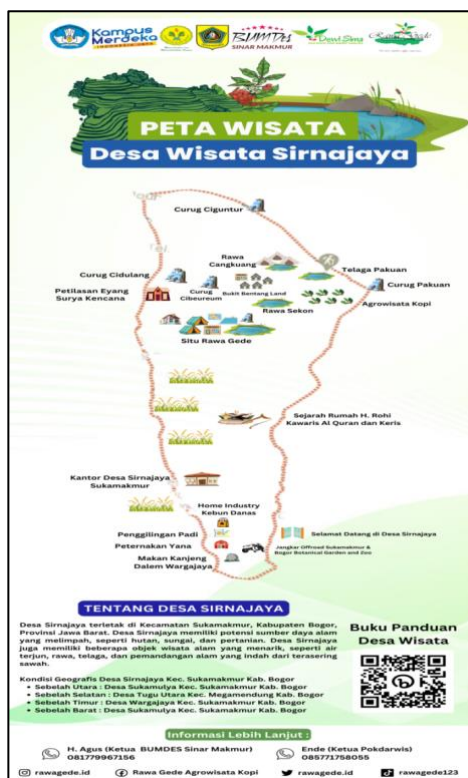 Kampus
Merdeka
INDONESIA JAYA
BUMDes
SINAR MAKMUR
PETA WISATA
Desa Wisata Sirnajaya
Curug Ciguntur
Rawa
Cangkuang
Telaga Pakuan
Curug Cidulang
Curug
Cibeureum
Bukit Bentang Land
Curug Pakuan
Petilasan Eyang
Surya Kencana
Rawa Sekon
Agrowisata Kopi
Situ Rawa Gede
Sejarah Rumah H. Rohi
Kawaris Al Quran dan Keris
Kantor Desa Sirnajaya
Sukamakmur
Home Industry
Kebun Danas
Penggilingan Padi
Selamat Datang di Desa Sirnajaya
Peternakan Yana
Jangkar Offroad Sukamakmur &
Bogor Botanical Garden and Zoo
Makan Kanjeng
Dalem Wargajaya
TENTANG DESA SIRNAJAYA
Desa Sirnajaya terletak di Kecamatan Sukamakmur, Kabupaten Bogor,
Provinsi Jawa Barat. Desa Sirnajaya memiliki potensi sumber daya alam
yang melimpah, seperti hutan, sungai, dan pertanian. Desa Sirnajaya
juga memiliki beberapa objek wisata alam yang menarik, seperti air
terjun, rawa, telaga, dan pemandangan alam yang indah dari terasering
sawah.
Buku Panduan
Desa Wisata
Kondisi Geografis Desa Sirnajaya Kec. Sukamakmur Kab. Bogor
• Sebelah Utara : Desa Sukamulya Kec. Sukamakmur Kab. Bogor
• Sebelah Selatan : Desa Tugu Utara Kec. Megamendung Kab. Bogor
• Sebelah Timur : Desa Wargajaya Kec. Sukamakmur Kab. Bogor
• Sebelah Barat : Desa Sukamulya Kec. Sukamakmur Kab. Bogor
Informasi Lebih Lanjut :
H. Agus (Ketua BUMDES Sinar Makmur)
081779967156
Ende (Ketua Pokdarwis)
085771758055
rawagede.id
Rawa Gede Agrowisata Kopi
rawagede.id
rawagede123